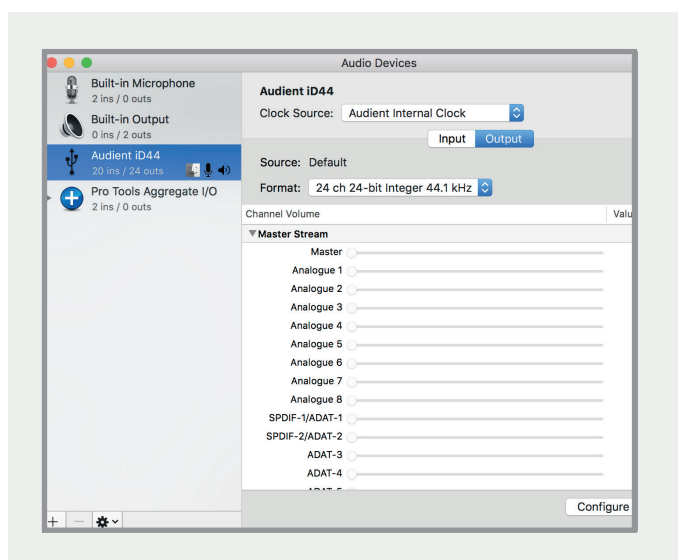 Audio Devices
Built-in Microphone
2 ins / 0 outs
Built-in Output
0 ins / 2 outs
Audient iD44
20 ins / 24 outs
Pro Tools Aggregate I/O
2 ins / 0 outs
Audient iD44
Clock Source: Audient Internal Clock
Input Output
Source: Default
Format: 24 ch 24-bit Integer 44.1 kHz
Channel Volume Valu
Master Stream
Master
Analogue 1
Analogue 2
Analogue 3
Analogue 4
Analogue 5
Analogue 6
Analogue 7
Analogue 8
SPDIF-1/ADAT-1
SPDIF-2/ADAT-2
ADAT-3
ADAT-4
Configure